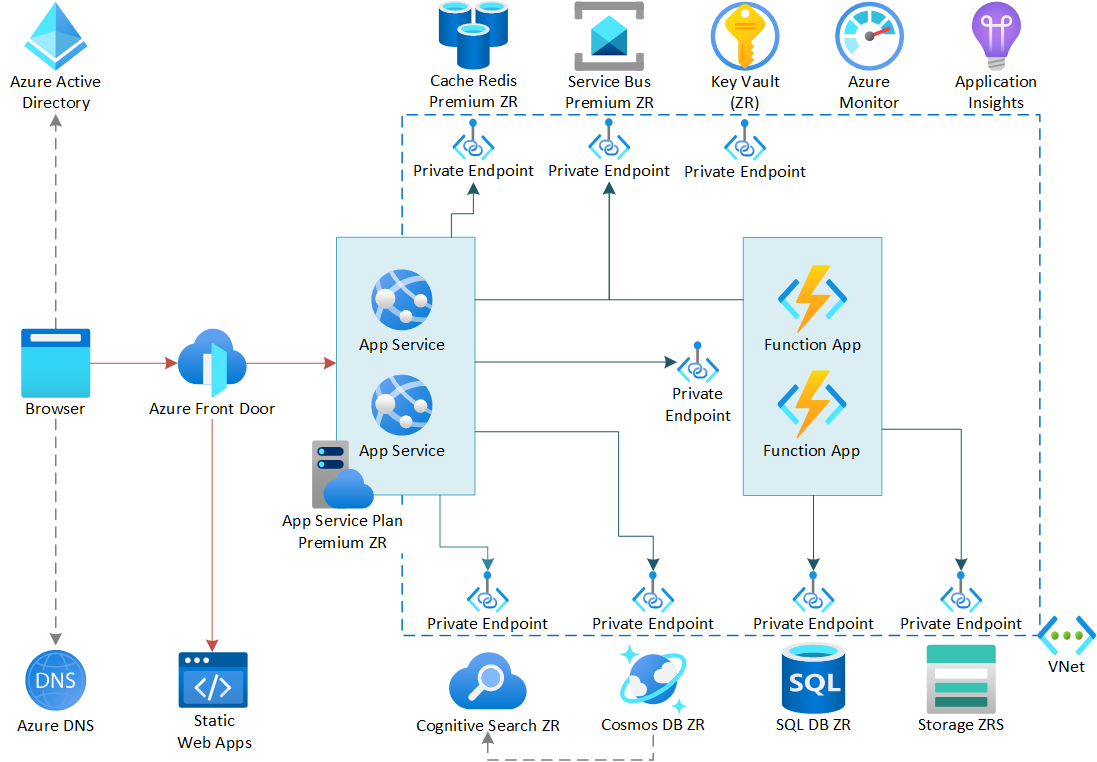 Azure Active
Directory
Cache Redis
Premium ZR
Service Bus
Premium ZR
Key Vault
(ZR)
Azure
Monitor
Application
Insights
Private Endpoint
Private Endpoint
Private Endpoint
App Service
Function App
Browser
Azure Front Door
Private
Endpoint
App Service
Function App
App Service Plan
Premium ZR
Private Endpoint
Private Endpoint
Private Endpoint
Private Endpoint
VNet
DNS
Azure DNS
Static
Web Apps
Cognitive Search ZR
Cosmos DB ZR
SQL
SQL DB ZR
Storage ZRS